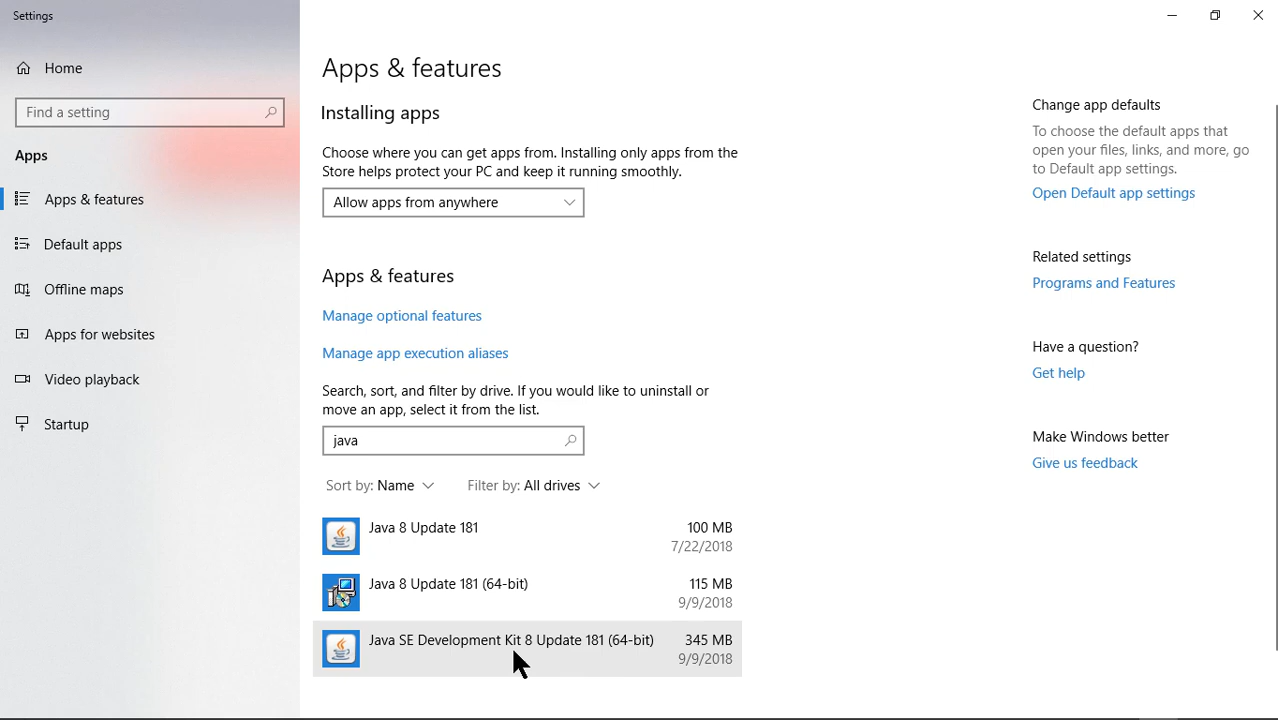 Settings
Home
Find a setting
Apps
Apps & features
Default apps
Offline maps
Apps for websites
Video playback
Startup
Apps & features
Installing apps
Choose where you can get apps from. Installing only apps from the
Store helps protect your PC and keep it running smoothly.
Allow apps from anywhere
Apps & features
Manage optional features
Manage app execution aliases
Search, sort, and filter by drive. If you would like to uninstall or
move an app, select it from the list.
java
Sort by: Name Filter by: All drives
Java 8 Update 181 100 MB
7/22/2018
Java 8 Update 181 (64-bit) 115 MB
9/9/2018
Java SE Development Kit 8 Update 181 (64-bit) 345 MB
9/9/2018
Change app defaults
To choose the default apps that
open your files, links, and more, go
to Default app settings.
Open Default app settings
Related settings
Programs and Features
Have a question?
Get help
Make Windows better
Give us feedback